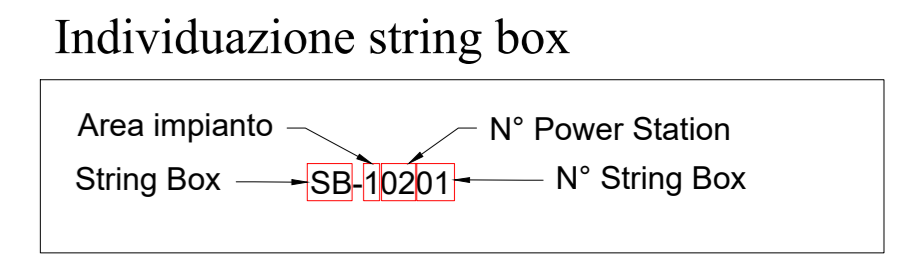 Individuazione string box
Area impianto
N° Power Station
String Box
SB-10201
N° String Box